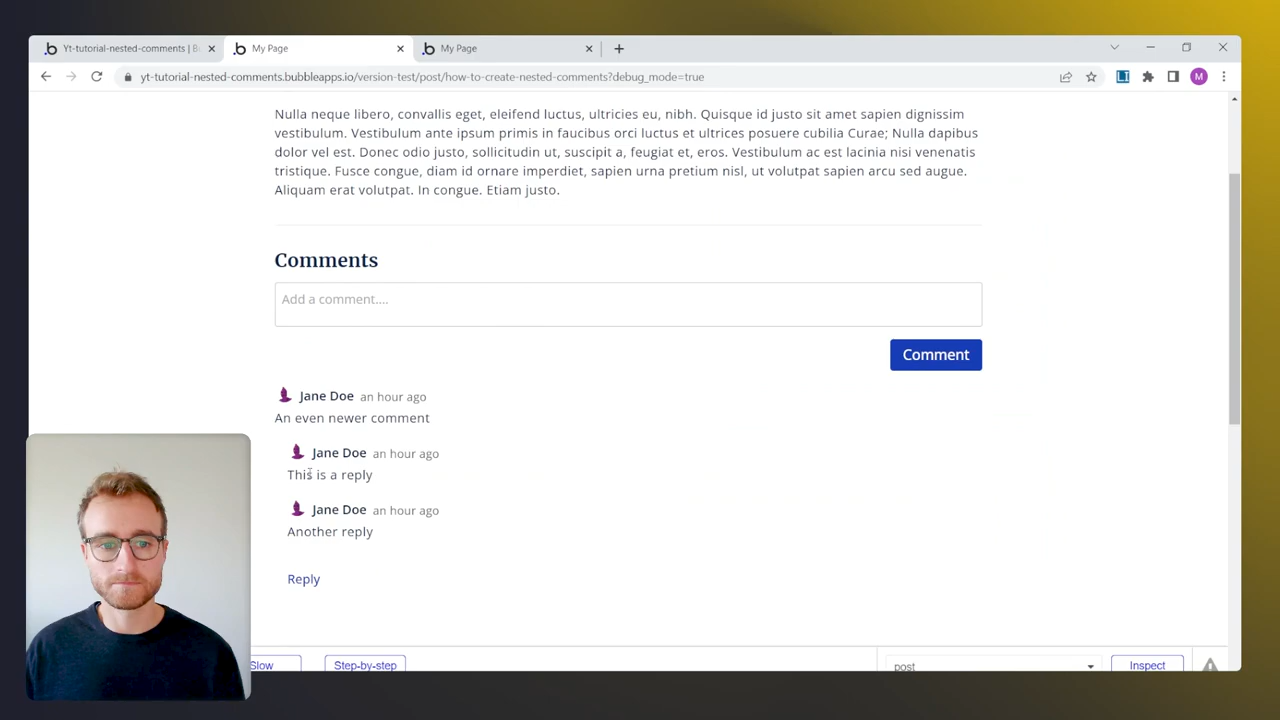 Yt-tutorial-nested-comments | B
My Page
My Page
yt-tutorial-nested-comments.bubbleapps.io/version-test/post/how-to-create-nested-comments?debug_mode=true
M
Nulla neque libero, convallis eget, eleifend luctus, ultricies eu, nibh. Quisque id justo sit amet sapien dignissim
vestibulum. Vestibulum ante ipsum primis in faucibus orci luctus et ultrices posuere cubilia Curae; Nulla dapibus
dolor vel est. Donec odio justo, sollicitudin ut, suscipit a, feugiat et, eros. Vestibulum ac est lacinia nisi venenatis
tristique. Fusce congue, diam id ornare imperdiet, sapien urna pretium nisl, ut volutpat sapien arcu sed augue.
Aliquam erat volutpat. In congue. Etiam justo.
Comments
Add a comment....
Comment
Jane Doe an hour ago
An even newer comment
Jane Doe an hour ago
This is a reply
Jane Doe an hour ago
Another reply
Reply
Slow
Step-by-step
post
Inspect